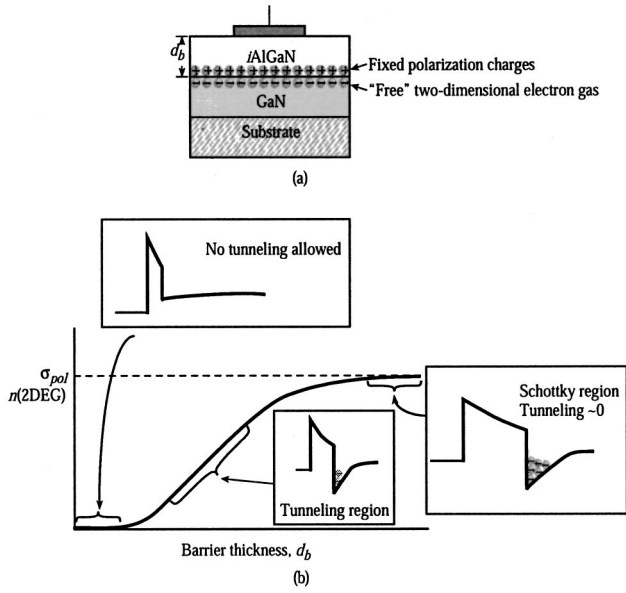 d_b
iAlGaN
Fixed polarization charges
"Free" two-dimensional electron gas
GaN
Substrate
(a)
No tunneling allowed
σ_pol
n(2DEG)
Schottky region
Tunneling ~0
Tunneling region
Barrier thickness, d_b
(b)